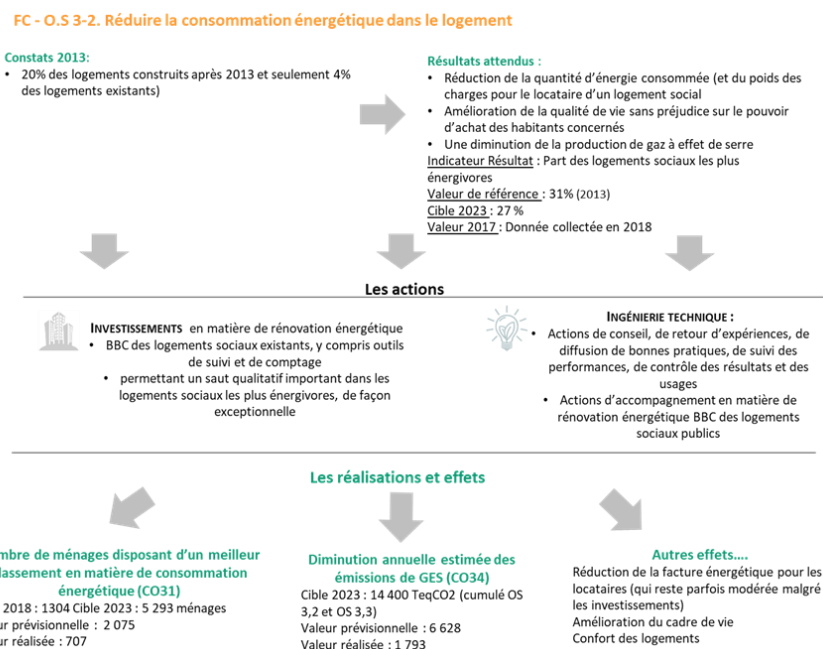 FC - O.S 3-2. Réduire la consommation énergétique dans le logement
Constats 2013:
• 20% des logements construits après 2013 et seulement 4%
des logements existants)
Résultats attendus :
• Réduction de la quantité d'énergie consommée (et du poids des
charges pour le locataire d'un logement social
• Amélioration de la qualité de vie sans préjudice sur le pouvoir
d'achat des habitants concernés
• Une diminution de la production de gaz à effet de serre
Indicateur Résultat : Part des logements sociaux les plus
énergivores
Valeur de référence : 31% (2013)
Cible 2023 : 27 %
Valeur 2017 : Donnée collectée en 2018
Les actions
INVESTISSEMENTS en matière de rénovation énergétique
• BBC des logements sociaux existants, y compris outils
de suivi et de comptage
• permettant un saut qualitatif important dans les
logements sociaux les plus énergivores, de façon
exceptionnelle
INGÉNIERIE TECHNIQUE :
• Actions de conseil, de retour d'expériences, de
diffusion de bonnes pratiques, de suivi des
performances, de contrôle des résultats et des
usages
• Actions d'accompagnement en matière de
rénovation énergétique BBC des logements
sociaux publics
Les réalisations et effets
mbre de ménages disposant d'un meilleur
lassement en matière de consommation
énergétique (CO31)
2018 : 1304 Cible 2023 : 5 293 ménages
ur prévisionnelle : 2 075
ur réalisée : 707
Diminution annuelle estimée des
émissions de GES (CO34)
Cible 2023 : 14 400 TeqCO2 (cumulé OS
3,2 et OS 3,3)
Valeur prévisionnelle : 6 628
Valeur réalisée : 1 793
Autres effets....
Réduction de la facture énergétique pour les
locataires (qui reste parfois modérée malgré
les investissements)
Amélioration du cadre de vie
Confort des logements